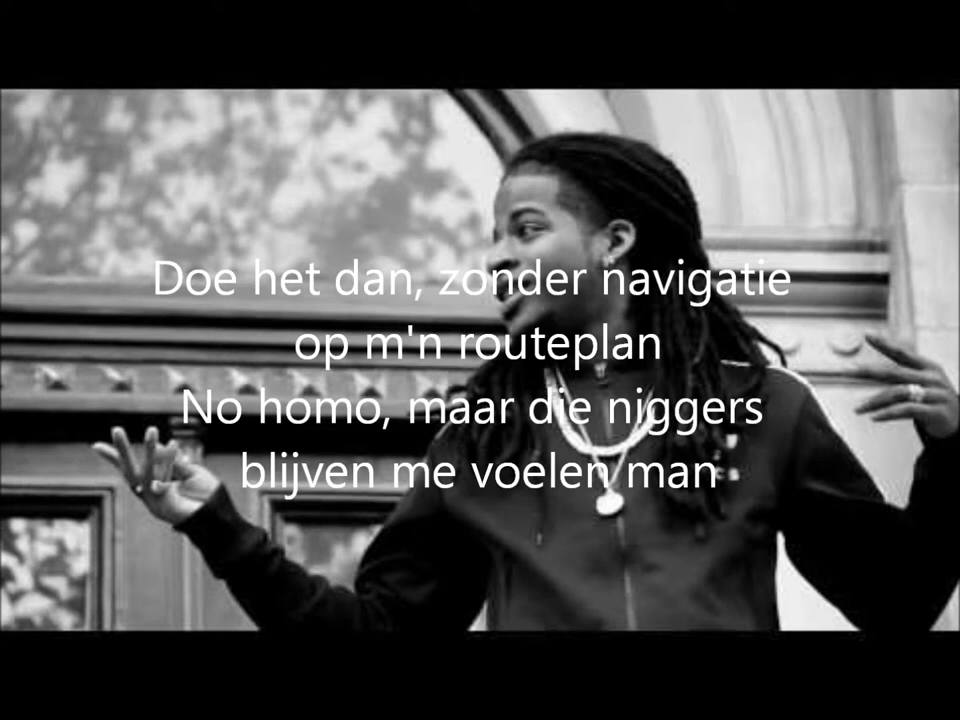 Doe het dan, zonder navigatie
op m'n routeplan
No homo, maar die niggers
blijven me voelen man